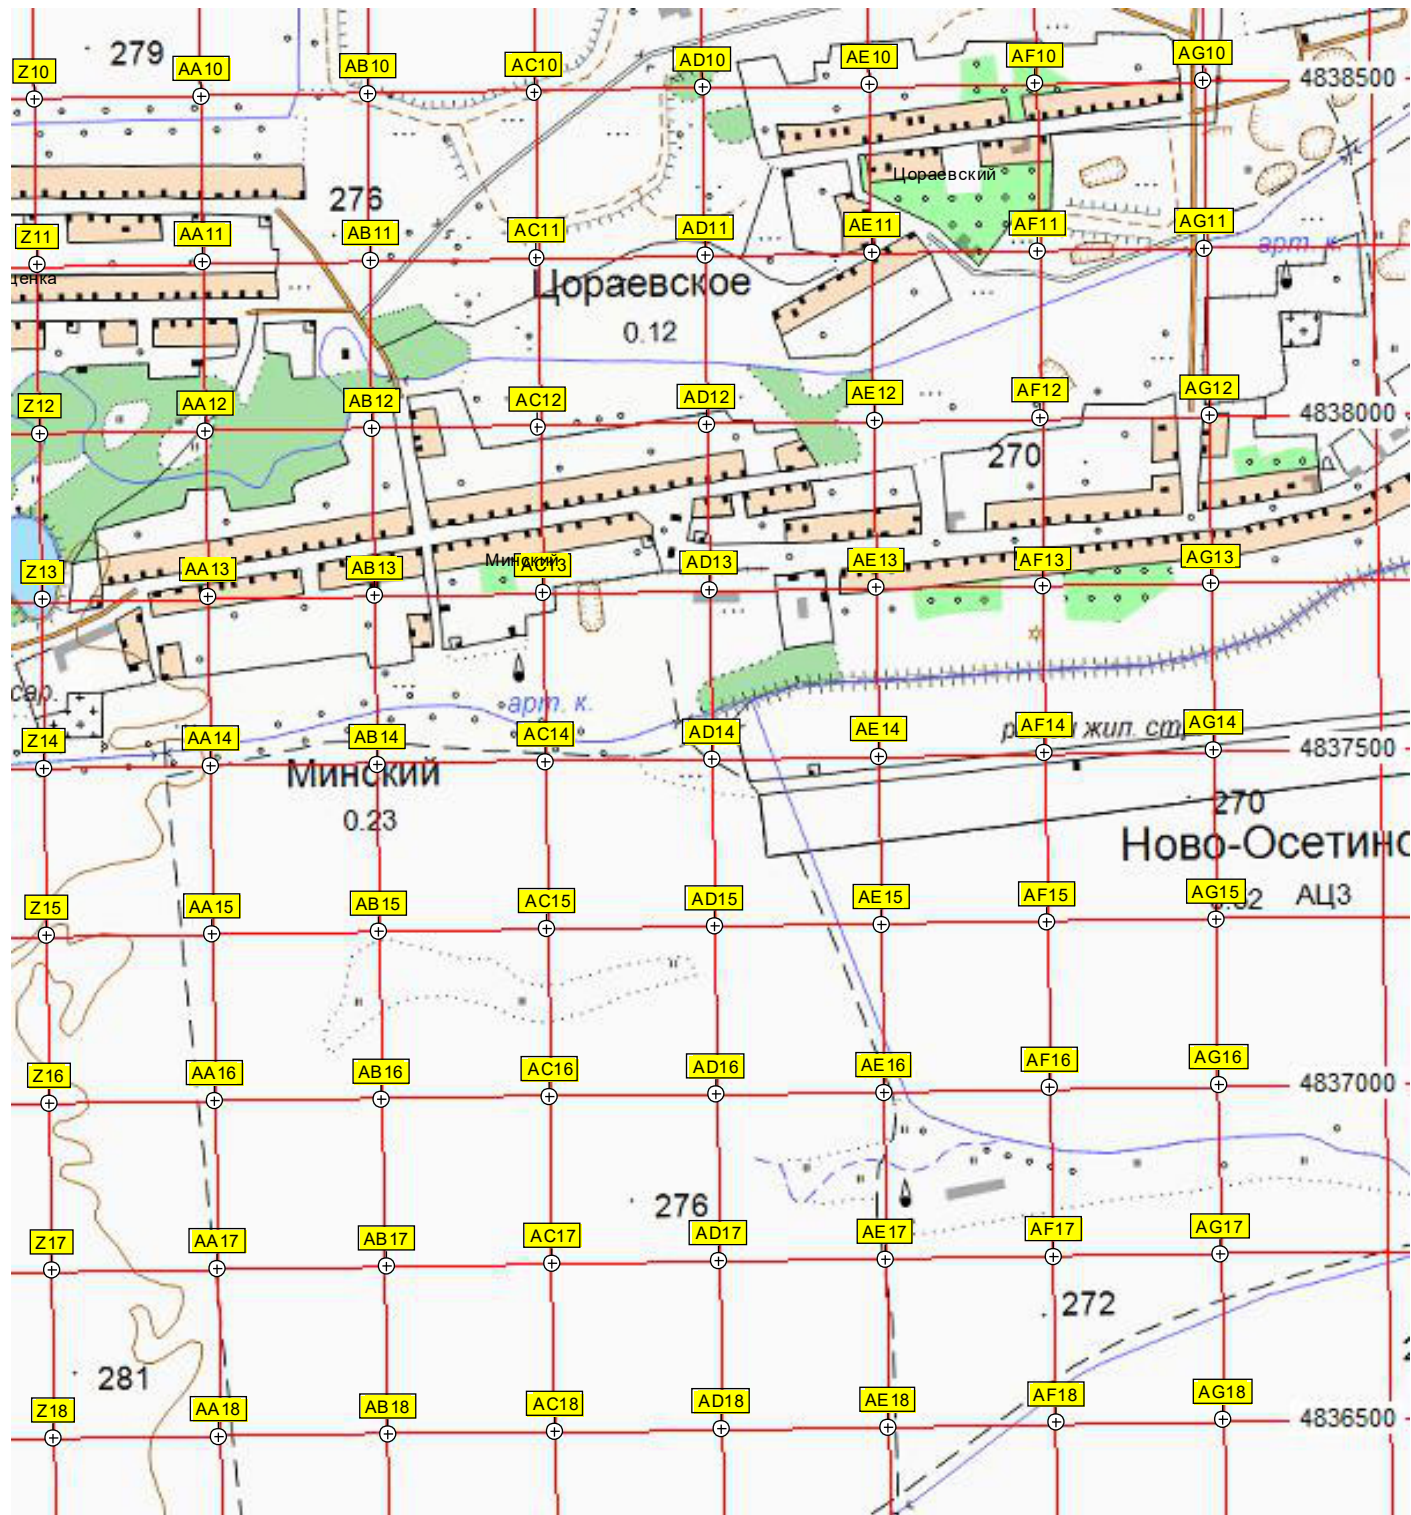 279
Z10 AA10 AB10 AC10 AD10 AE10 AF10 AG10
4838500
276
Цораевский
Z11 AA11 AB11 AC11 AD11 AE11 AF11 AG11
арт. к.
ценка
Цораевское
0.12
Z12 AA12 AB12 AC12 AD12 AE12 AF12 AG12
4838000
270
Минский
Z13 AA13 AB13 AC13 AD13 AE13 AF13 AG13
сар.
арт. к.
Z14 AA14 AB14 AC14 AD14 AE14 AF14 AG14
жил. ст
4837500
Минский
0.23
270
Ново-Осетинс
Z15 AA15 AB15 AC15 AD15 AE15 AF15 AG15
АЦЗ
Z16 AA16 AB16 AC16 AD16 AE16 AF16 AG16
4837000
276
Z17 AA17 AB17 AC17 AD17 AE17 AF17 AG17
272
281
Z18 AA18 AB18 AC18 AD18 AE18 AF18 AG18
4836500